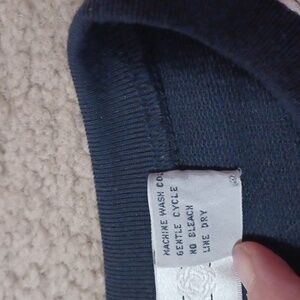 MACHINE WASH
GENTLE CYCLE
NO BLEACH
LINE DRY